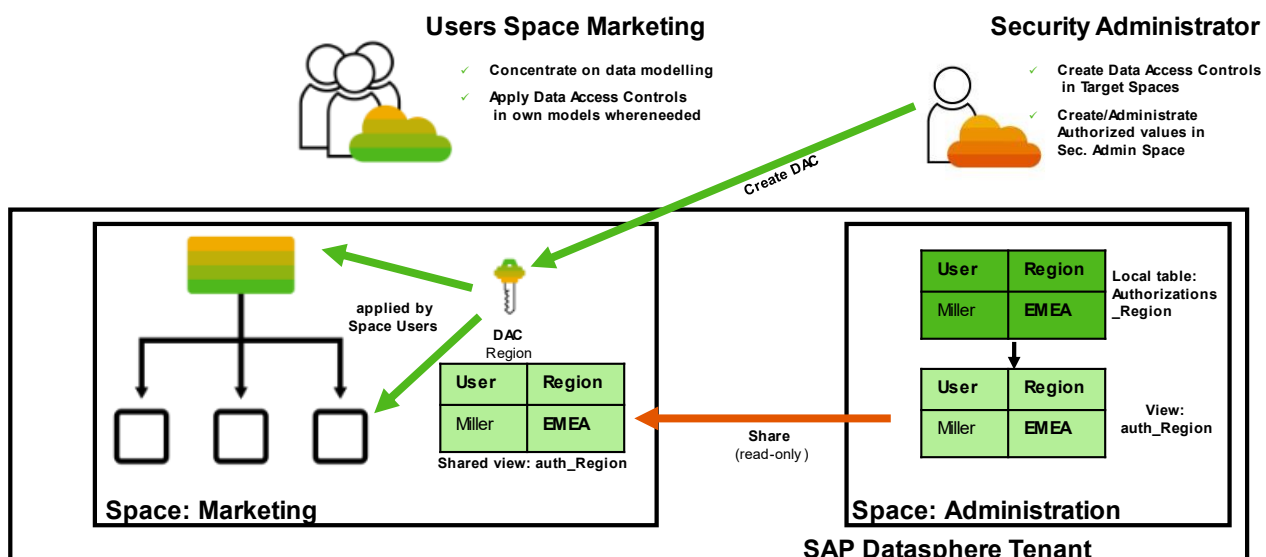 Users Space Marketing
Concentrate on data modelling
Apply Data Access Controls
in own models whereneeded
Security Administrator
Create Data Access Controls
in Target Spaces
Create/Administrate
Authorized values in
Sec. Admin Space
Create DAC
applied by
Space Users
DAC
Region
User Region
Miller EMEA
Shared view: auth_Region
Share
(read-only)
User Region
Miller EMEA
Local table:
Authorizations
_Region
User Region
Miller EMEA
View:
auth_Region
Space: Marketing
Space: Administration
SAP Datasphere Tenant